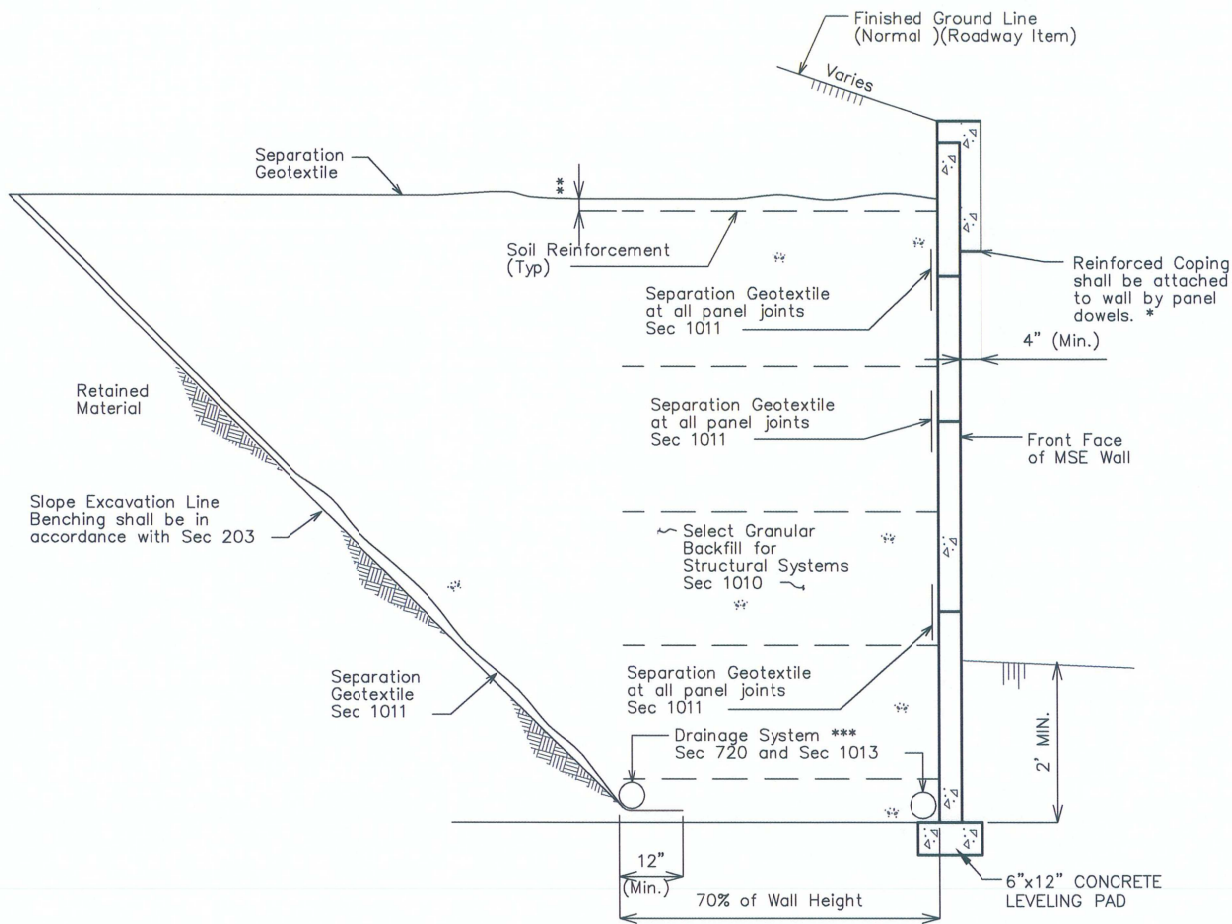 Finished Ground Line
(Normal )(Roadway Item)
Varies
Separation
Geotextile
**
Soil Reinforcement
(Typ)
Separation Geotextile
at all panel joints
Sec 1011
Reinforced Coping
shall be attached
to wall by panel
dowels. *
4" (Min.)
Retained
Material
Separation Geotextile
at all panel joints
Sec 1011
Front Face
of MSE Wall
Slope Excavation Line
Benching shall be in
accordance with Sec 203
Select Granular
Backfill for
Structural Systems
Sec 1010
Separation
Geotextile
Sec 1011
Separation Geotextile
at all panel joints
Sec 1011
Drainage System ***
Sec 720 and Sec 1013
2' MIN.
12"
(Min.)
70% of Wall Height
6"x12" CONCRETE
LEVELING PAD